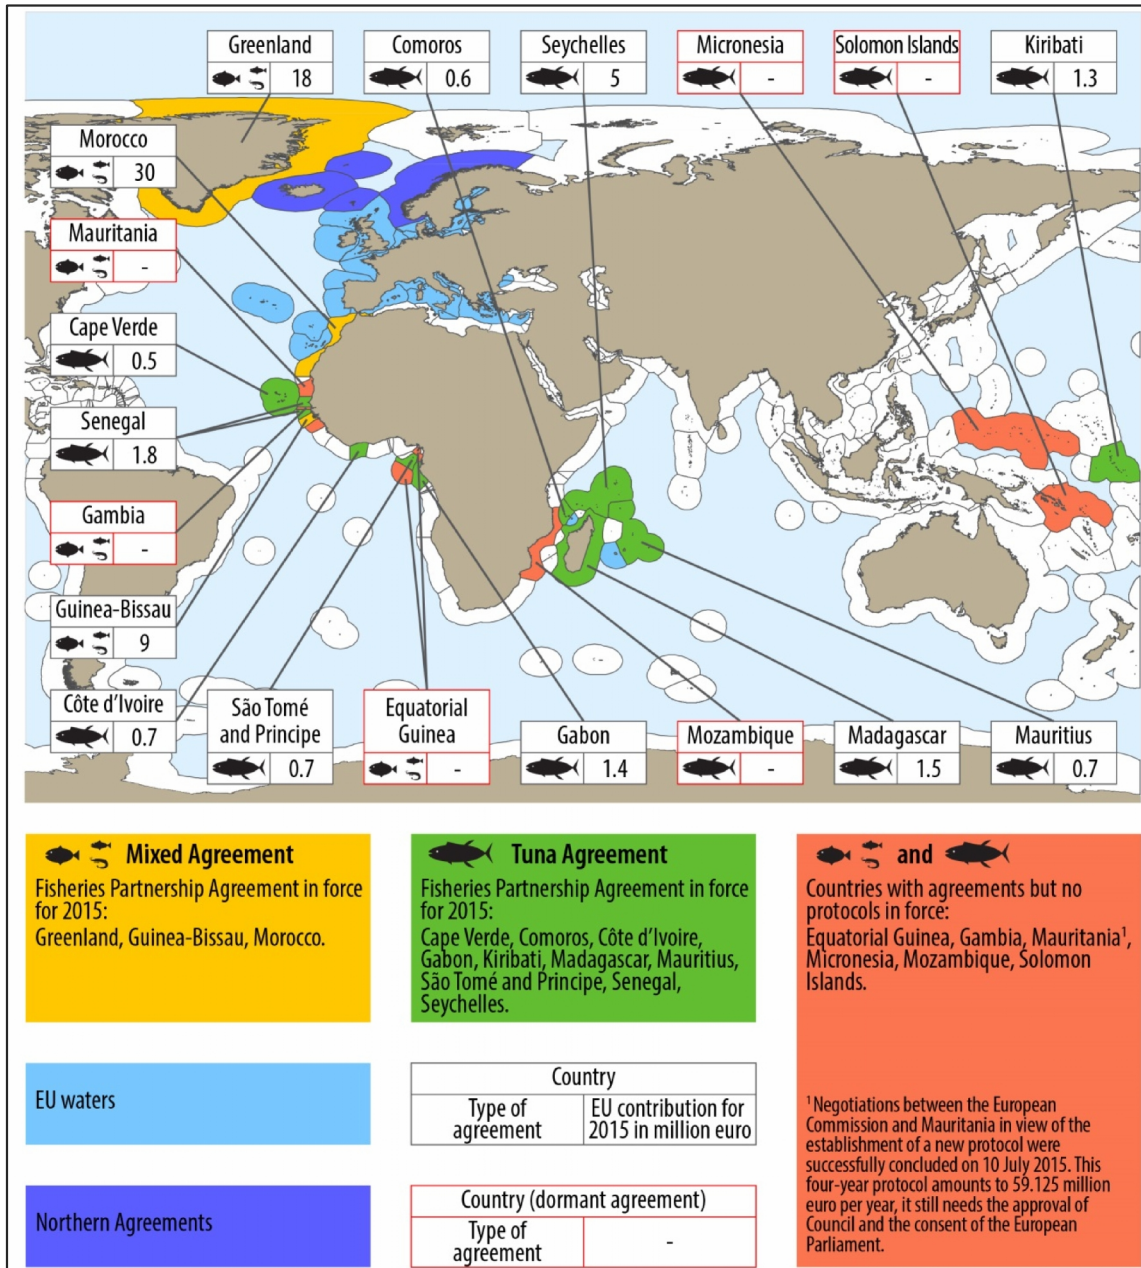 Greenland
18
Comoros
0.6
Seychelles
5
Micronesia
-
Solomon Islands
-
Kiribati
1.3
Morocco
30
Mauritania
-
Cape Verde
0.5
Senegal
1.8
Gambia
-
Guinea-Bissau
9
Côte d'Ivoire
0.7
São Tomé
and Principe
0.7
Equatorial
Guinea
-
Gabon
1.4
Mozambique
-
Madagascar
1.5
Mauritius
0.7
Mixed Agreement
Fisheries Partnership Agreement in force
for 2015:
Greenland, Guinea-Bissau, Morocco.
Tuna Agreement
Fisheries Partnership Agreement in force
for 2015:
Cape Verde, Comoros, Côte d'Ivoire,
Gabon, Kiribati, Madagascar, Mauritius,
São Tomé and Principe, Senegal,
Seychelles.
and
Countries with agreements but no
protocols in force:
Equatorial Guinea, Gambia, Mauritania¹,
Micronesia, Mozambique, Solomon
Islands.
¹ Negotiations between the European
Commission and Mauritania in view of the
establishment of a new protocol were
successfully concluded on 10 July 2015. This
four-year protocol amounts to 59.125 million
euro per year, it still needs the approval of
Council and the consent of the European
Parliament.
EU waters
Country
Type of
agreement
EU contribution for
2015 in million euro
Northern Agreements
Country (dormant agreement)
Type of
agreement
-